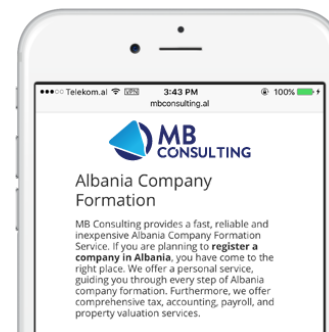 Telekom.al 3:43 PM 100%
mbconsulting.al
MB
CONSULTING
Albania Company
Formation
MB Consulting provides a fast, reliable and
inexpensive Albania Company Formation
Service. If you are planning to register a
company in Albania, you have come to the
right place. We offer a personal service,
guiding you through every step of Albania
company formation. Furthermore, we offer
comprehensive tax, accounting, payroll, and
property valuation services.